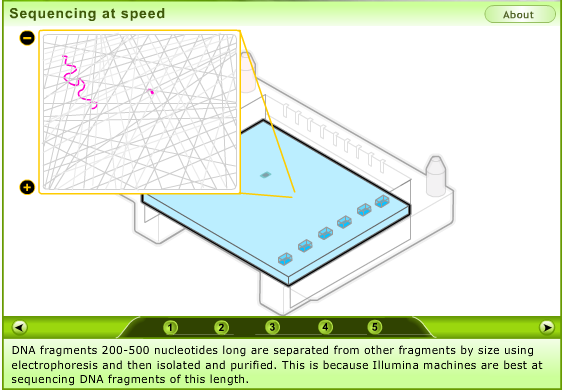 Sequencing at speed
About
−
+
1 2 3 4 5
DNA fragments 200-500 nucleotides long are separated from other fragments by size using
electrophoresis and then isolated and purified. This is because Illumina machines are best at
sequencing DNA fragments of this length.